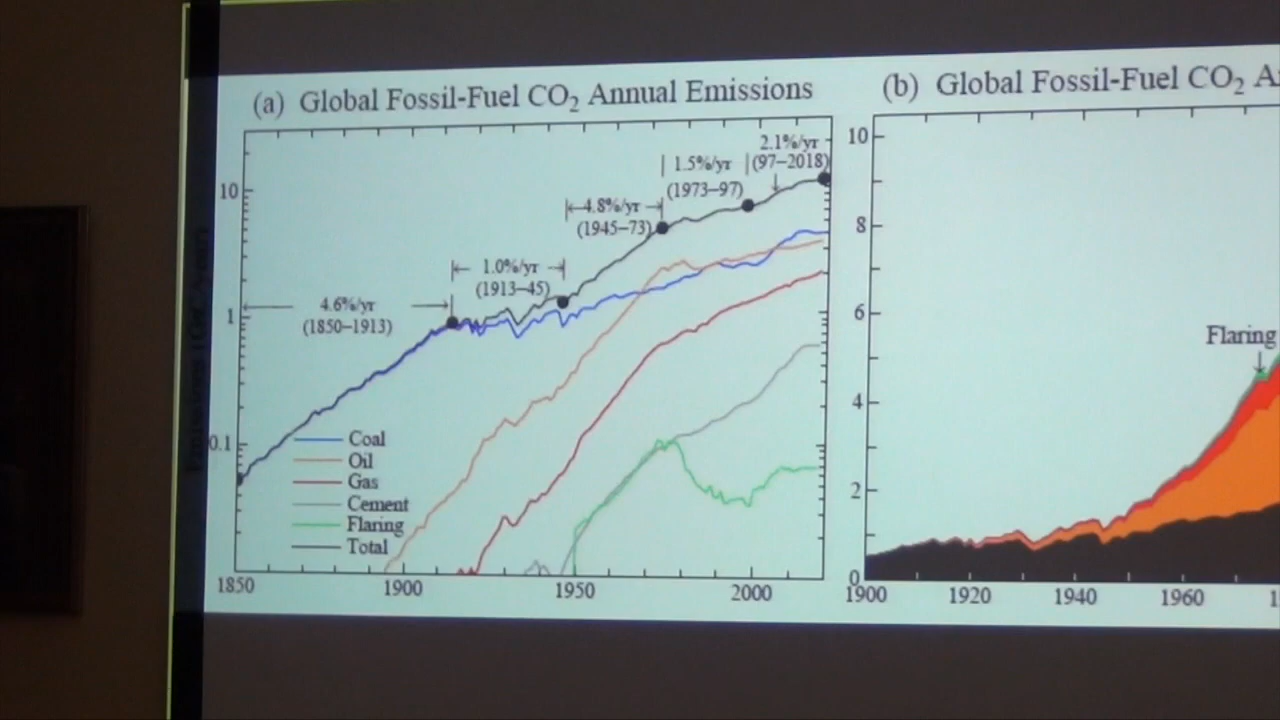 (a) Global Fossil-Fuel CO₂ Annual Emissions
10
1
0.1
4.6%/yr
(1850–1913)
1.0%/yr
(1913–45)
4.8%/yr
(1945–73)
1.5%/yr
(1973–97)
2.1%/yr
(97–2018)
Coal
Oil
Gas
Cement
Flaring
Total
1850 1900 1950 2000
(b) Global Fossil-Fuel CO₂
10
8
6
4
2
0
Flaring
1900 1920 1940 1960